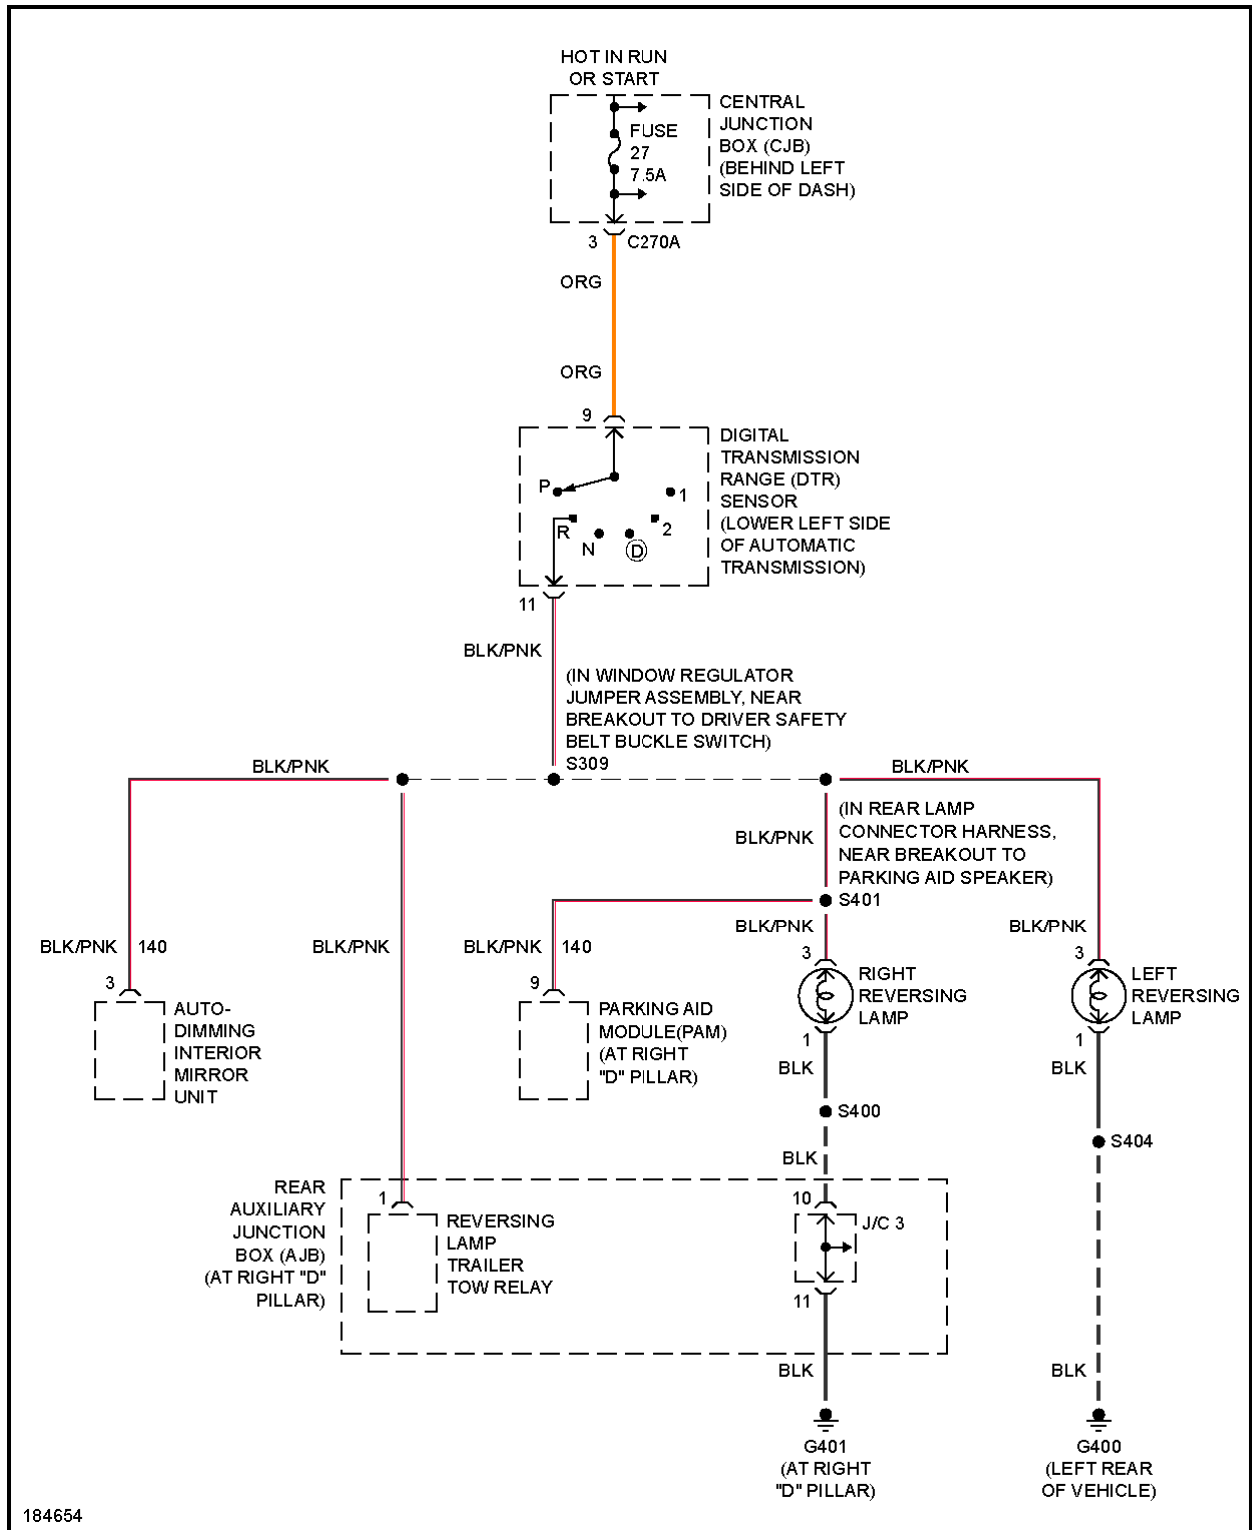 HOT IN RUN
OR START
CENTRAL
JUNCTION
BOX (CJB)
(BEHIND LEFT
SIDE OF DASH)
FUSE
27
7.5A
3
C270A
ORG
ORG
9
DIGITAL
TRANSMISSION
RANGE (DTR)
SENSOR
(LOWER LEFT SIDE
OF AUTOMATIC
TRANSMISSION)
P
1
R
2
N
D
11
BLK/PNK
(IN WINDOW REGULATOR
JUMPER ASSEMBLY, NEAR
BREAKOUT TO DRIVER SAFETY
BELT BUCKLE SWITCH)
S309
BLK/PNK
BLK/PNK
(IN REAR LAMP
CONNECTOR HARNESS,
NEAR BREAKOUT TO
PARKING AID SPEAKER)
BLK/PNK
S401
BLK/PNK
BLK/PNK
BLK/PNK 140
BLK/PNK
BLK/PNK 140
3
9
3
3
AUTO-
DIMMING
INTERIOR
MIRROR
UNIT
PARKING AID
MODULE(PAM)
(AT RIGHT
"D" PILLAR)
RIGHT
REVERSING
LAMP
LEFT
REVERSING
LAMP
1
1
BLK
BLK
S400
S404
BLK
REAR
AUXILIARY
JUNCTION
BOX (AJB)
(AT RIGHT "D"
PILLAR)
1
REVERSING
LAMP
TRAILER
TOW RELAY
10
J/C 3
11
BLK
BLK
G401
(AT RIGHT
"D" PILLAR)
G400
(LEFT REAR
OF VEHICLE)
184654